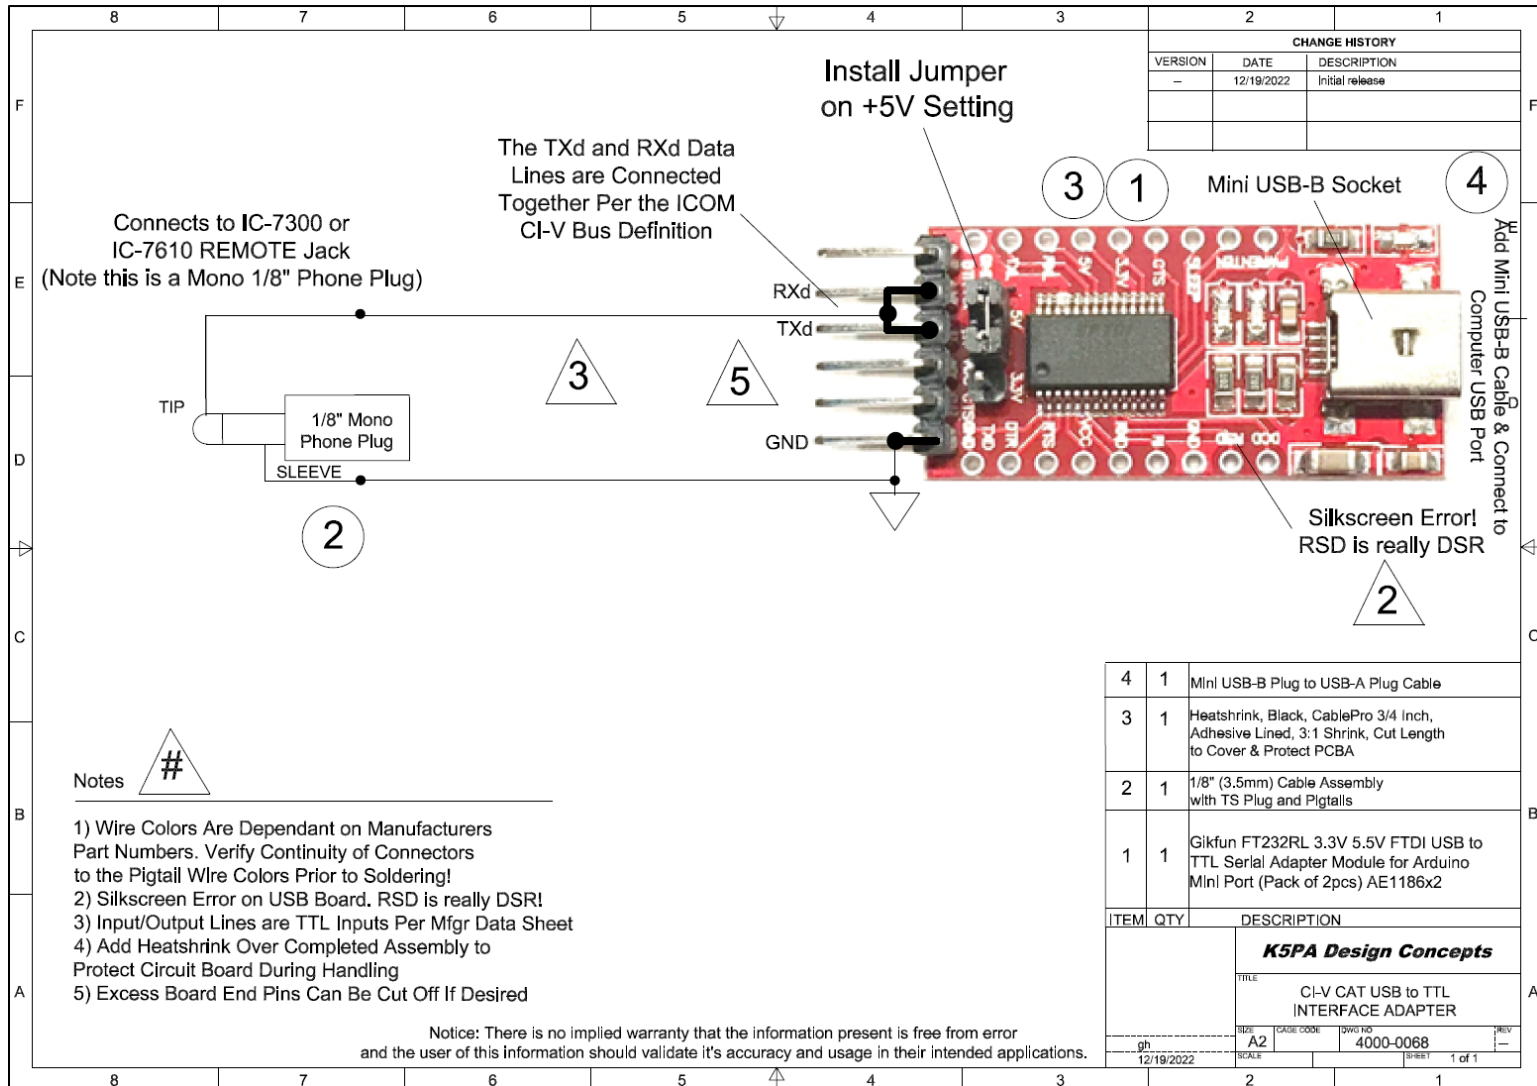 8 7 6 5 4 3 2 1
CHANGE HISTORY
VERSION DATE DESCRIPTION
– 12/19/2022 Initial release
F F
Install Jumper
on +5V Setting
The TXd and RXd Data
Lines are Connected
Together Per the ICOM
CI-V Bus Definition
3 1
Mini USB-B Socket
4
Connects to IC-7300 or
IC-7610 REMOTE Jack
(Note this is a Mono 1/8" Phone Plug)
E E
Add Mini USB-B Cable & Connect to
Computer USB Port
RXd
TXd
GND
5V
3.3V
CTS
5V
3.3V
DTR
RTS
VCC
GND
RSD
DCD
3
5
TIP
1/8" Mono
Phone Plug
SLEEVE
D D
2
Silkscreen Error!
RSD is really DSR
2
C C
4 1 Mini USB-B Plug to USB-A Plug Cable
3 1 Heatshrink, Black, CablePro 3/4 Inch,
Adhesive Lined, 3:1 Shrink, Cut Length
to Cover & Protect PCBA
2 1 1/8" (3.5mm) Cable Assembly
with TS Plug and Pigtails
1 1 Gikfun FT232RL 3.3V 5.5V FTDI USB to
TTL Serial Adapter Module for Arduino
Mini Port (Pack of 2pcs) AE1186x2
ITEM QTY DESCRIPTION
Notes #
B B
1) Wire Colors Are Dependant on Manufacturers
Part Numbers. Verify Continuity of Connectors
to the Pigtail Wire Colors Prior to Soldering!
2) Silkscreen Error on USB Board. RSD is really DSR!
3) Input/Output Lines are TTL Inputs Per Mfgr Data Sheet
4) Add Heatshrink Over Completed Assembly to
Protect Circuit Board During Handling
5) Excess Board End Pins Can Be Cut Off If Desired
A A
K5PA Design Concepts
TITLE
CI-V CAT USB to TTL
INTERFACE ADAPTER
SIZE CAGE CODE DWG NO REV
A2 4000-0068 –
gh
12/19/2022
SCALE SHEET 1 of 1
Notice: There is no implied warranty that the information present is free from error
and the user of this information should validate it's accuracy and usage in their intended applications.
8 7 6 5 4 3 2 1